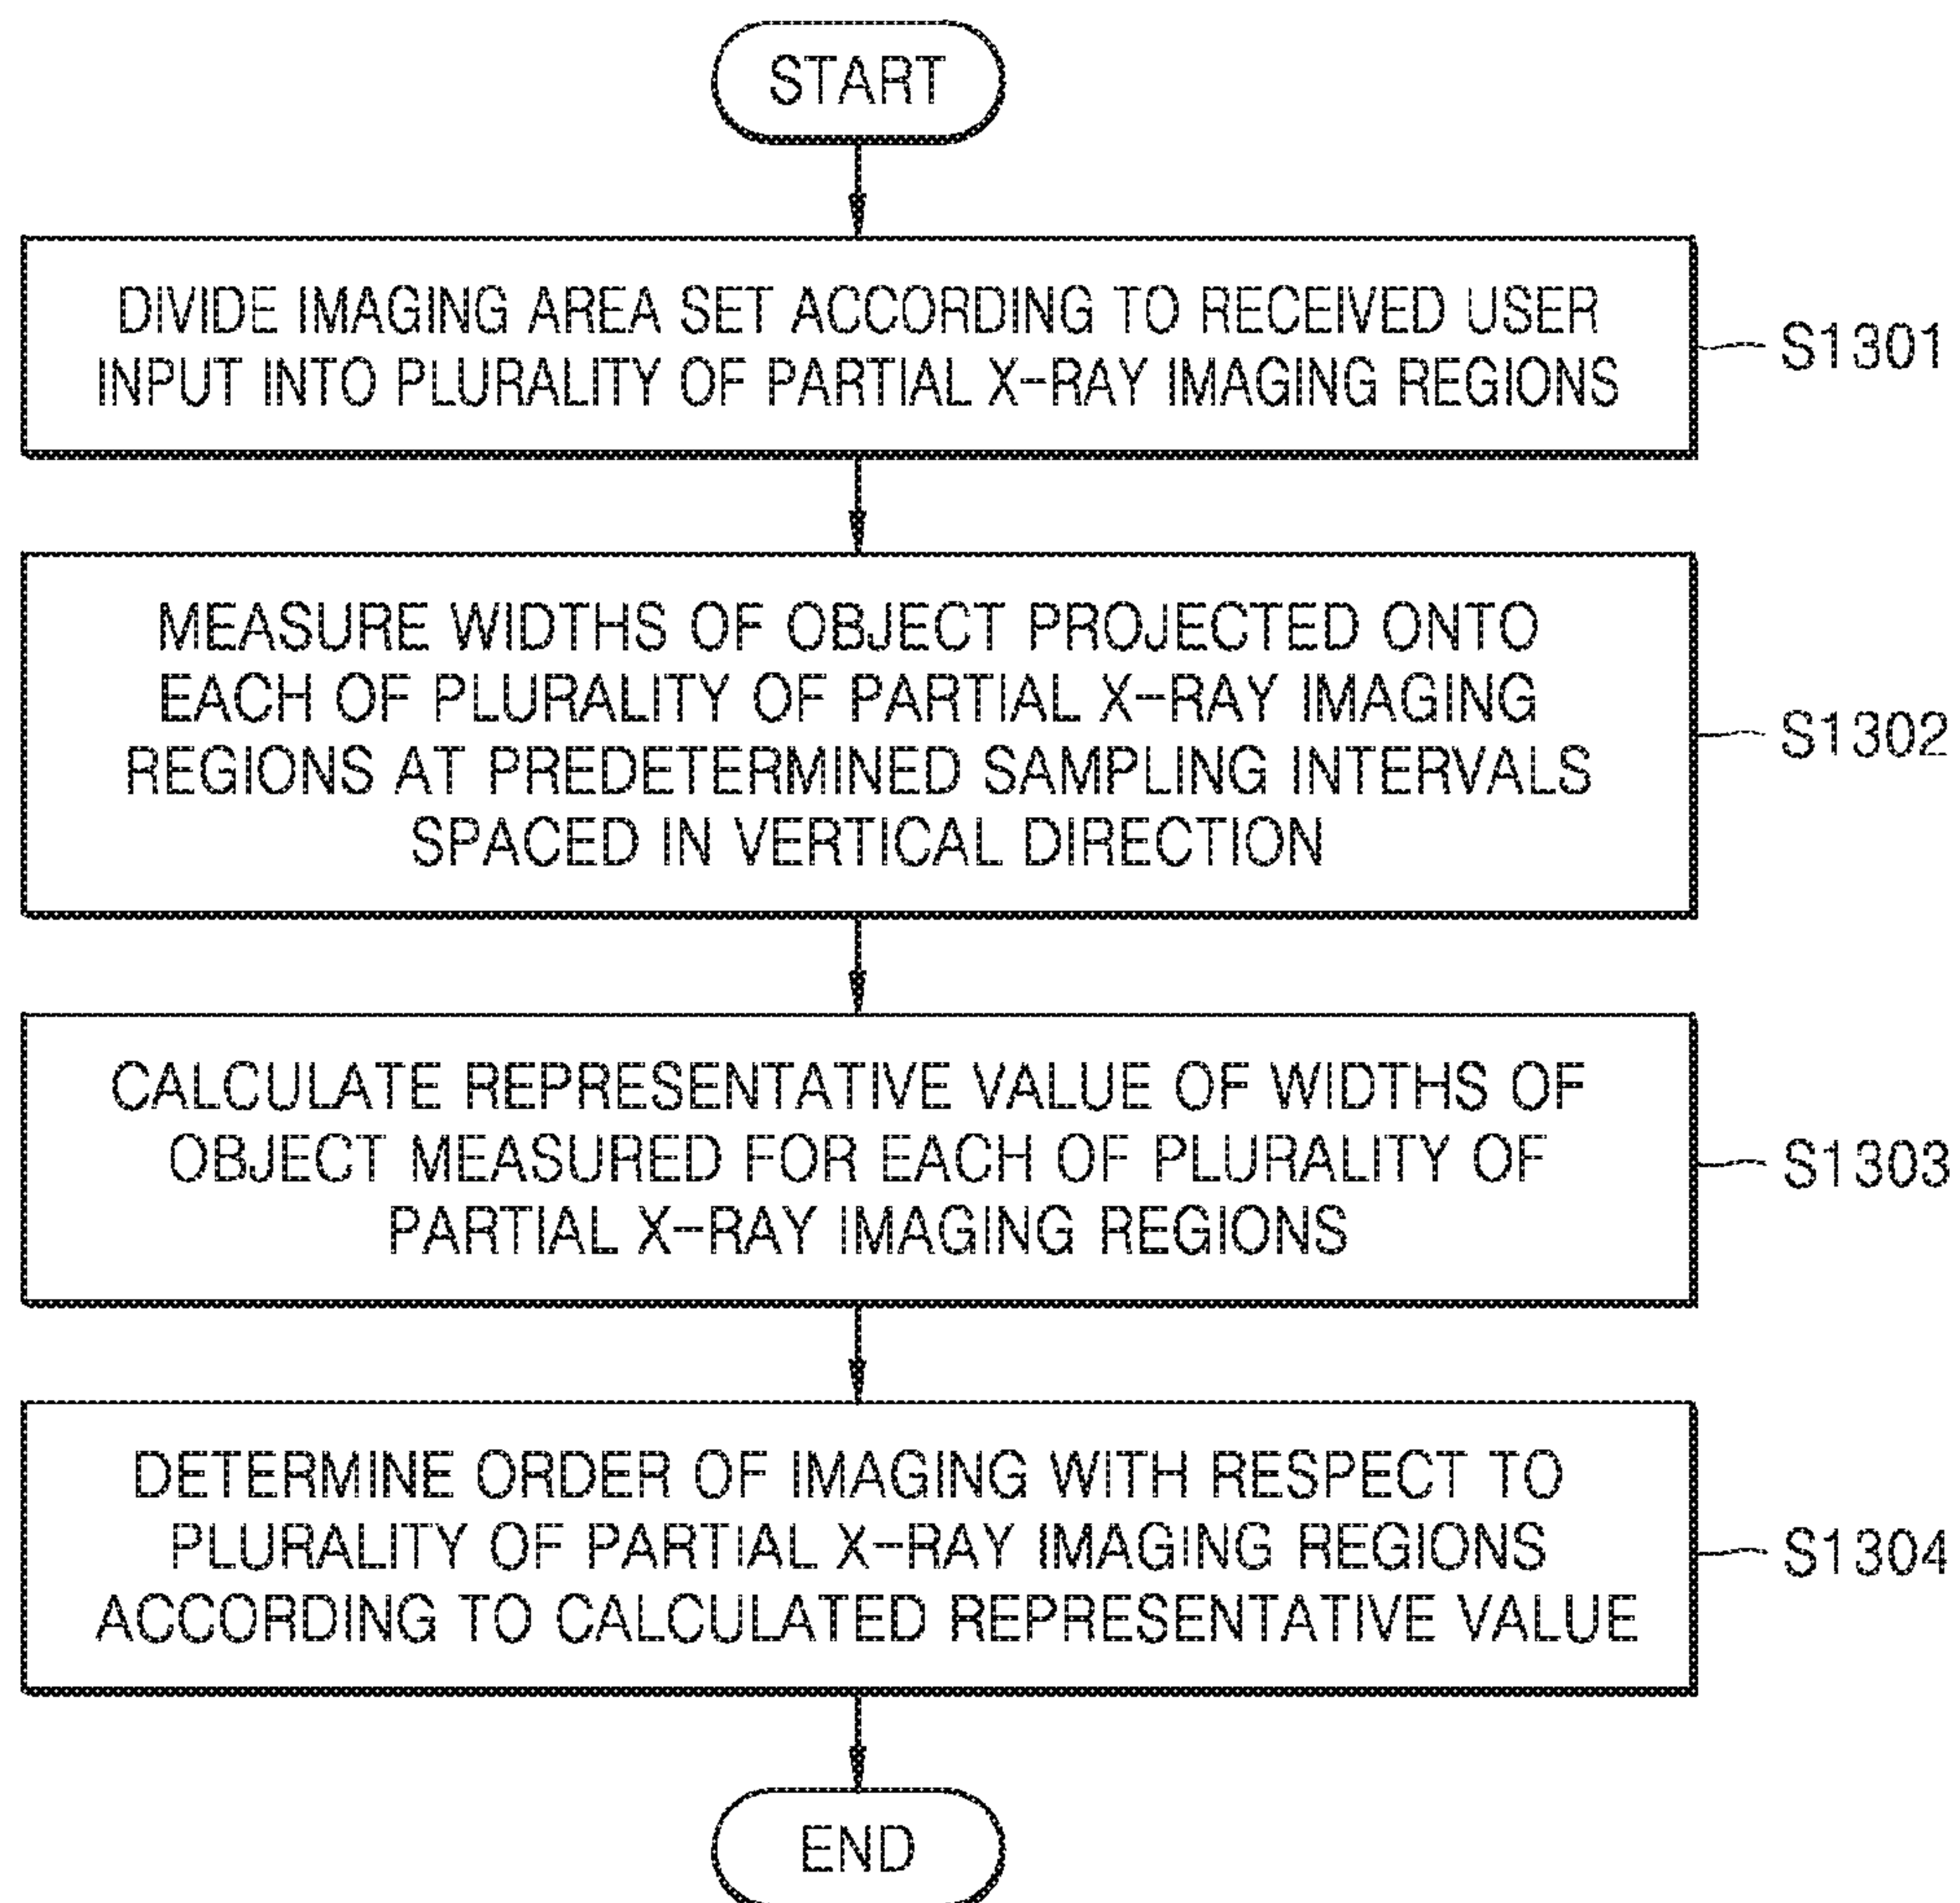 START
DIVIDE IMAGING AREA SET ACCORDING TO RECEIVED USER
INPUT INTO PLURALITY OF PARTIAL X-RAY IMAGING REGIONS
S1301
MEASURE WIDTHS OF OBJECT PROJECTED ONTO
EACH OF PLURALITY OF PARTIAL X-RAY IMAGING
REGIONS AT PREDETERMINED SAMPLING INTERVALS
SPACED IN VERTICAL DIRECTION
S1302
CALCULATE REPRESENTATIVE VALUE OF WIDTHS OF
OBJECT MEASURED FOR EACH OF PLURALITY OF
PARTIAL X-RAY IMAGING REGIONS
S1303
DETERMINE ORDER OF IMAGING WITH RESPECT TO
PLURALITY OF PARTIAL X-RAY IMAGING REGIONS
ACCORDING TO CALCULATED REPRESENTATIVE VALUE
S1304
END